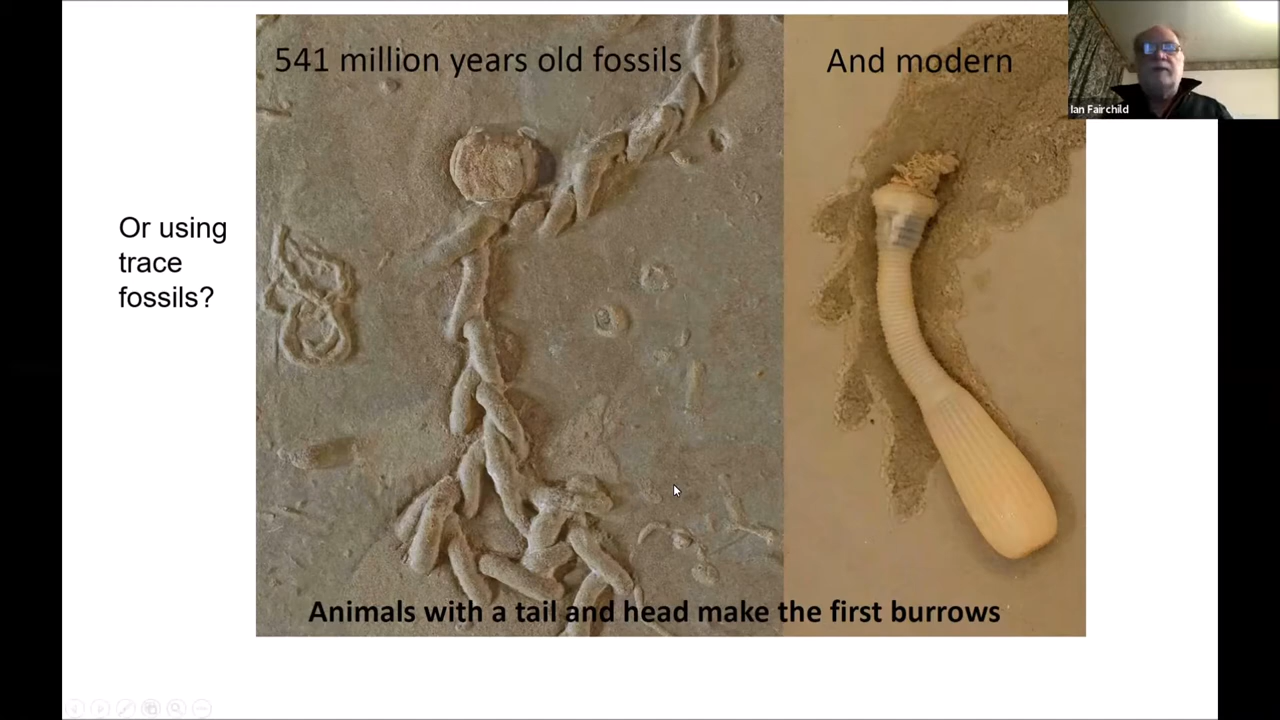 541 million years old fossils
And modern
Ian Fairchild
Or using
trace
fossils?
Animals with a tail and head make the first burrows